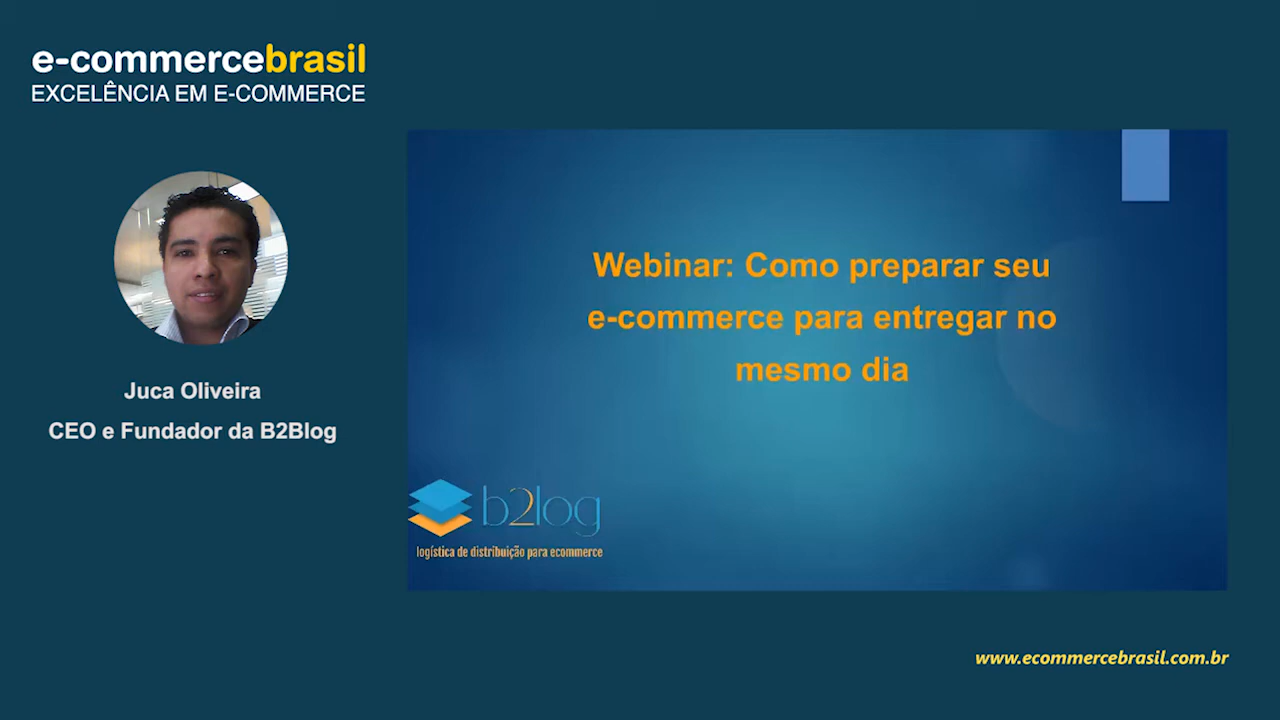 e-commercebrasil
EXCELÊNCIA EM E-COMMERCE
Juca Oliveira
CEO e Fundador da B2Blog
Webinar: Como preparar seu
e-commerce para entregar no
mesmo dia
b2log
logística de distribuição para ecommerce
www.ecommercebrasil.com.br